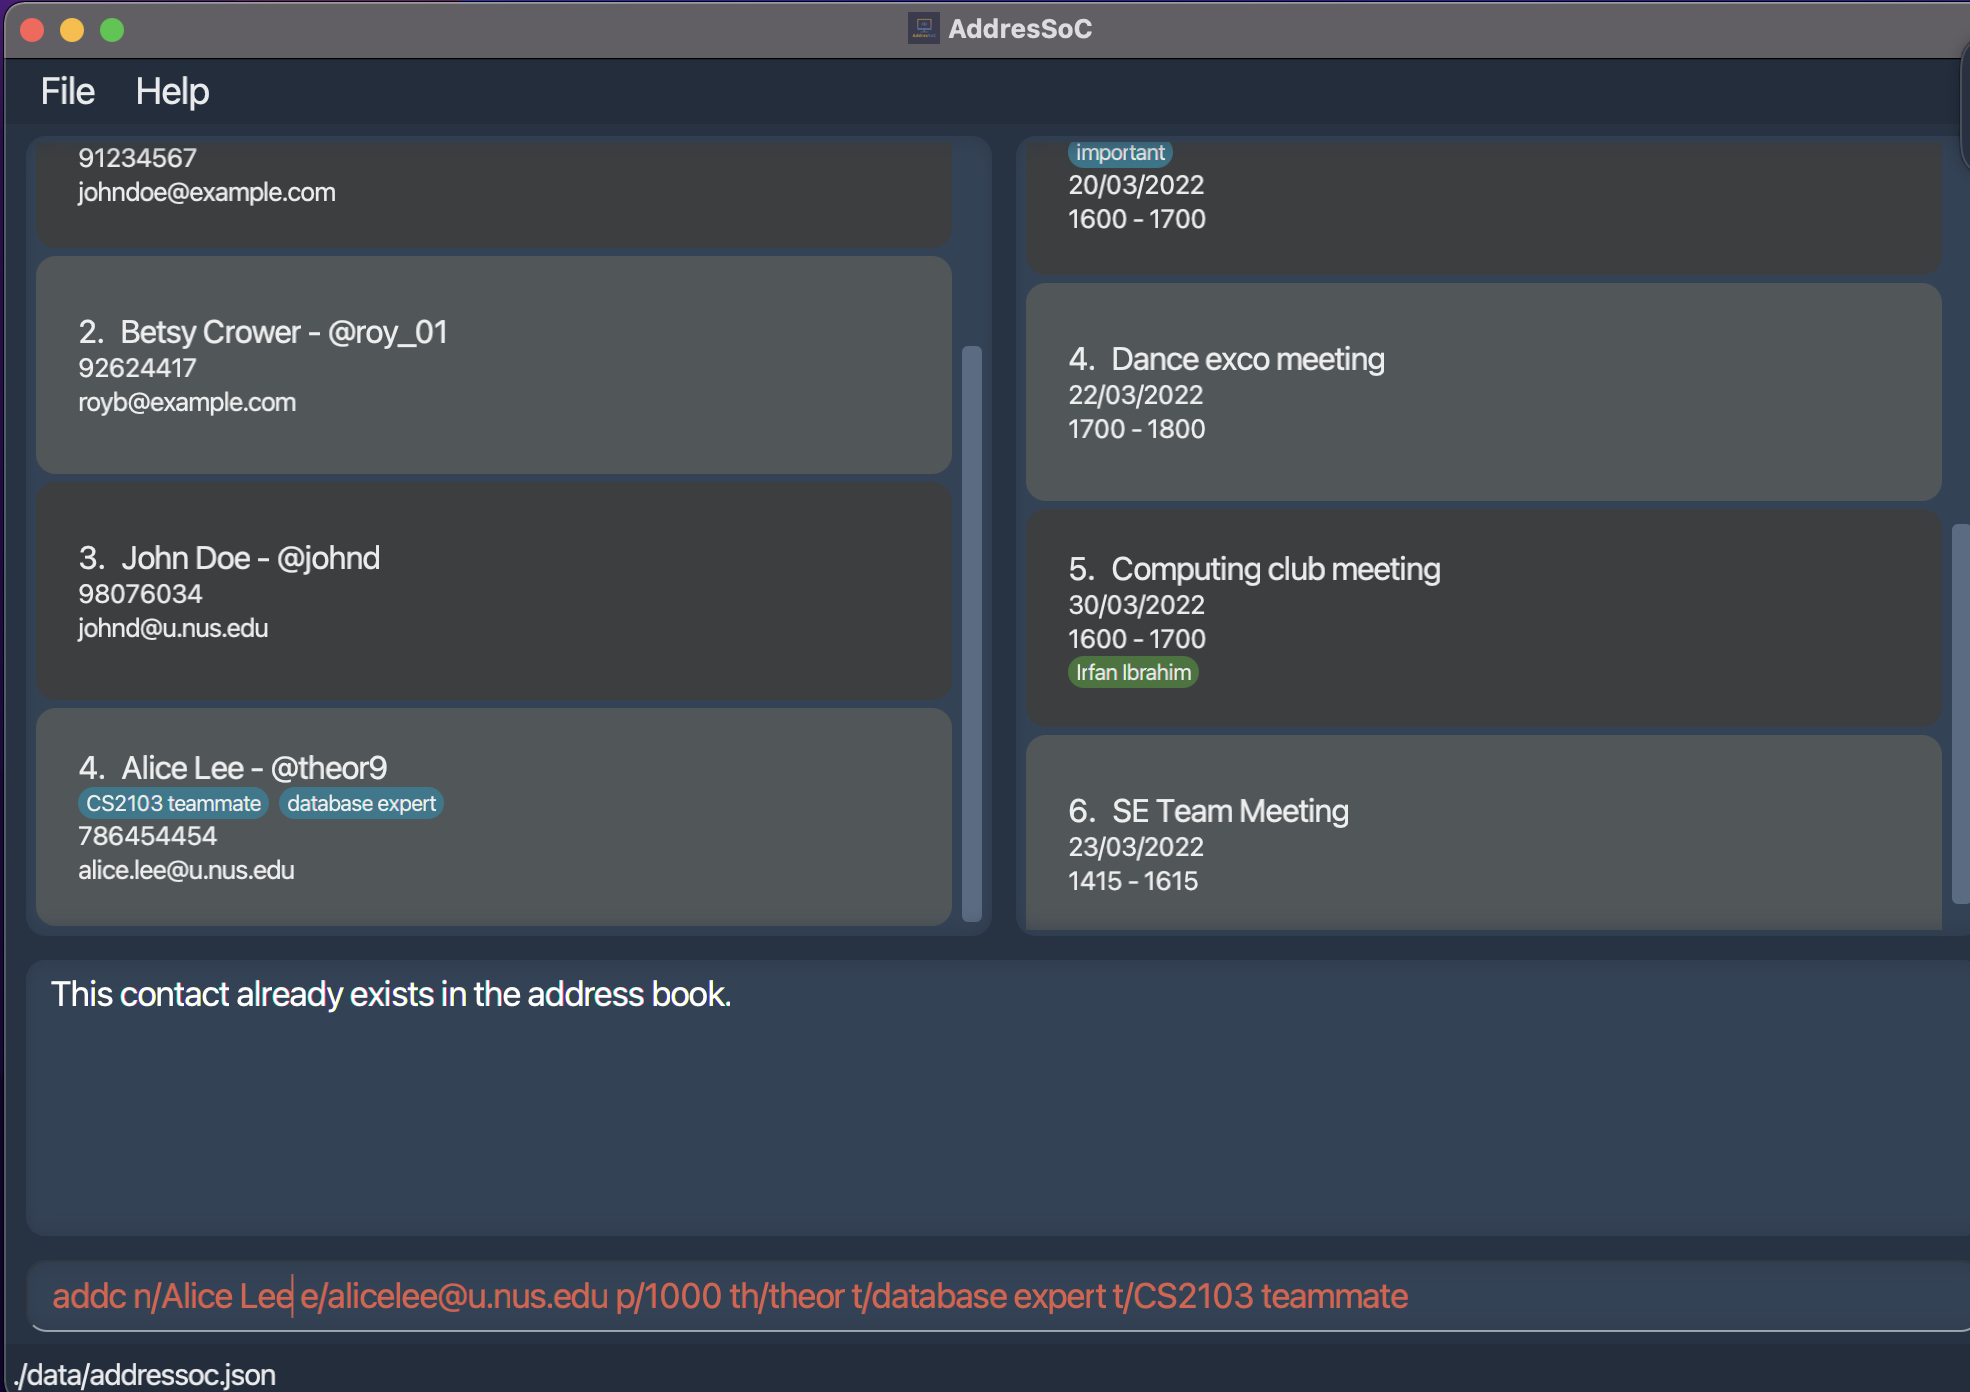 AddresSoC
File Help
91234567
johndoe@example.com
2. Betsy Crower - @roy_01
92624417
royb@example.com
3. John Doe - @johnd
98076034
johnd@u.nus.edu
4. Alice Lee - @theor9
CS2103 teammate database expert
786454454
alice.lee@u.nus.edu
important
20/03/2022
1600 - 1700
4. Dance exco meeting
22/03/2022
1700 - 1800
5. Computing club meeting
30/03/2022
1600 - 1700
Irfan Ibrahim
6. SE Team Meeting
23/03/2022
1415 - 1615
This contact already exists in the address book.
addc n/Alice Lee e/alicelee@u.nus.edu p/1000 th/theor t/database expert t/CS2103 teammate
./data/addressoc.json